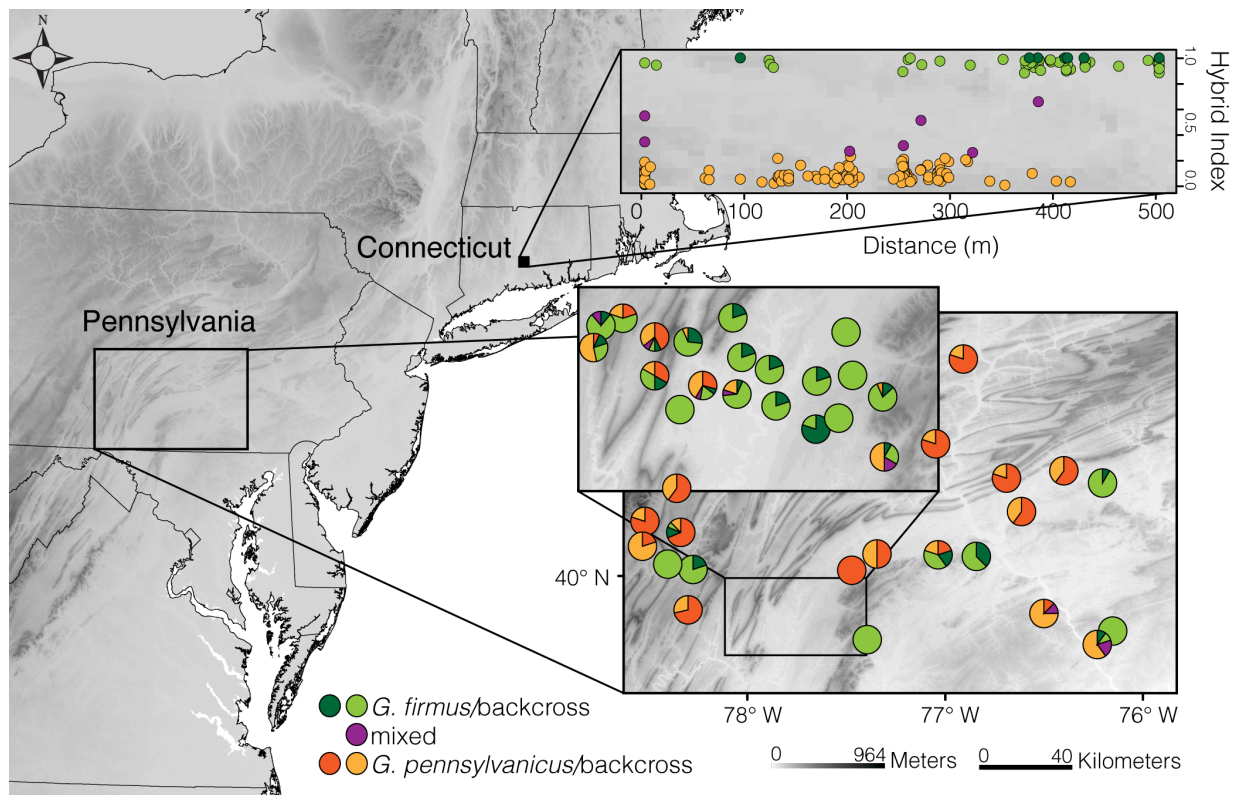 N
1.0
0.5
0.0
Hybrid Index
0 100 200 300 400 500
Distance (m)
Connecticut
Pennsylvania
40° N
78° W 77° W 76° W
G. firmus/backcross
mixed
G. pennsylvanicus/backcross
0 964 Meters
0 40 Kilometers